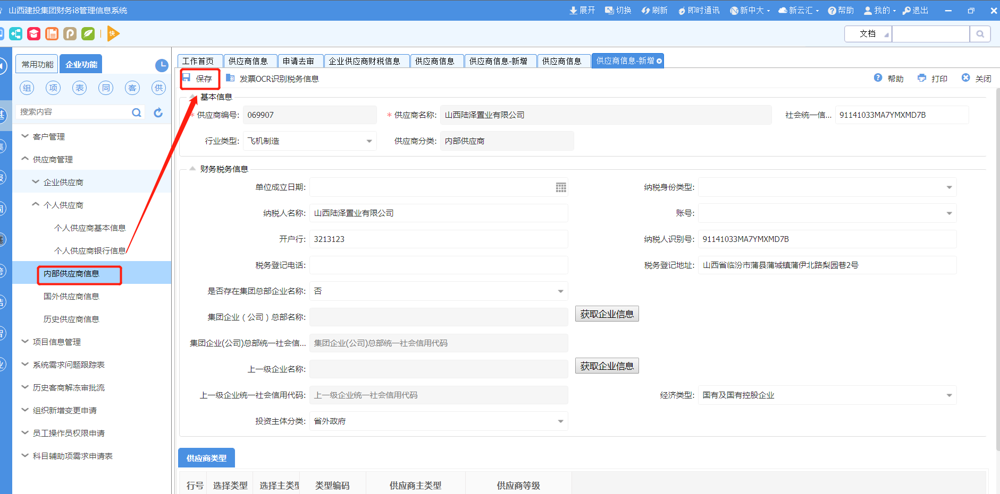 山西建投集团财务i8管理信息系统
展开 切换 刷新 即时通讯 新中大 新云汇 帮助 我的 退出
快
文档
常用功能 企业功能
组 项 表 同 客 供
搜索内容
客户管理
供应商管理
企业供应商
个人供应商
个人供应商基本信息
个人供应商银行信息
内部供应商信息
国外供应商信息
历史供应商信息
项目信息管理
系统需求问题跟踪表
历史客商解冻审批流
组织新增变更申请
员工操作员权限申请
科目辅助项需求申请表
工作首页 供应商信息 申请去审 企业供应商财税信息 供应商信息 供应商信息-新增 供应商信息 供应商信息-新增
保存 发票OCR识别税务信息 帮助 打印 关闭
基本信息
* 供应商编号: 069907 * 供应商名称: 山西陆泽置业有限公司 社会统一信... 91141033MA7YMXMD7B
行业类型: 飞机制造 供应商分类: 内部供应商
财务税务信息
单位成立日期: 纳税身份类型:
纳税人名称: 山西陆泽置业有限公司 账号:
开户行: 3213123 纳税人识别号: 91141033MA7YMXMD7B
税务登记电话: 税务登记地址: 山西省临汾市蒲县蒲城镇蒲伊北路梨园巷2号
是否存在集团总部企业名称: 否
集团企业（公司）总部名称: 获取企业信息
集团企业(公司)总部统一社会信... 集团企业(公司)总部统一社会信用代码
上一级企业名称: 获取企业信息
上一级企业统一社会信用代码: 上一级企业统一社会信用代码 经济类型: 国有及国有控股企业
投资主体分类: 省外政府
供应商类型
行号 选择类型 选择主类型 类型编码 供应商主类型 供应商等级